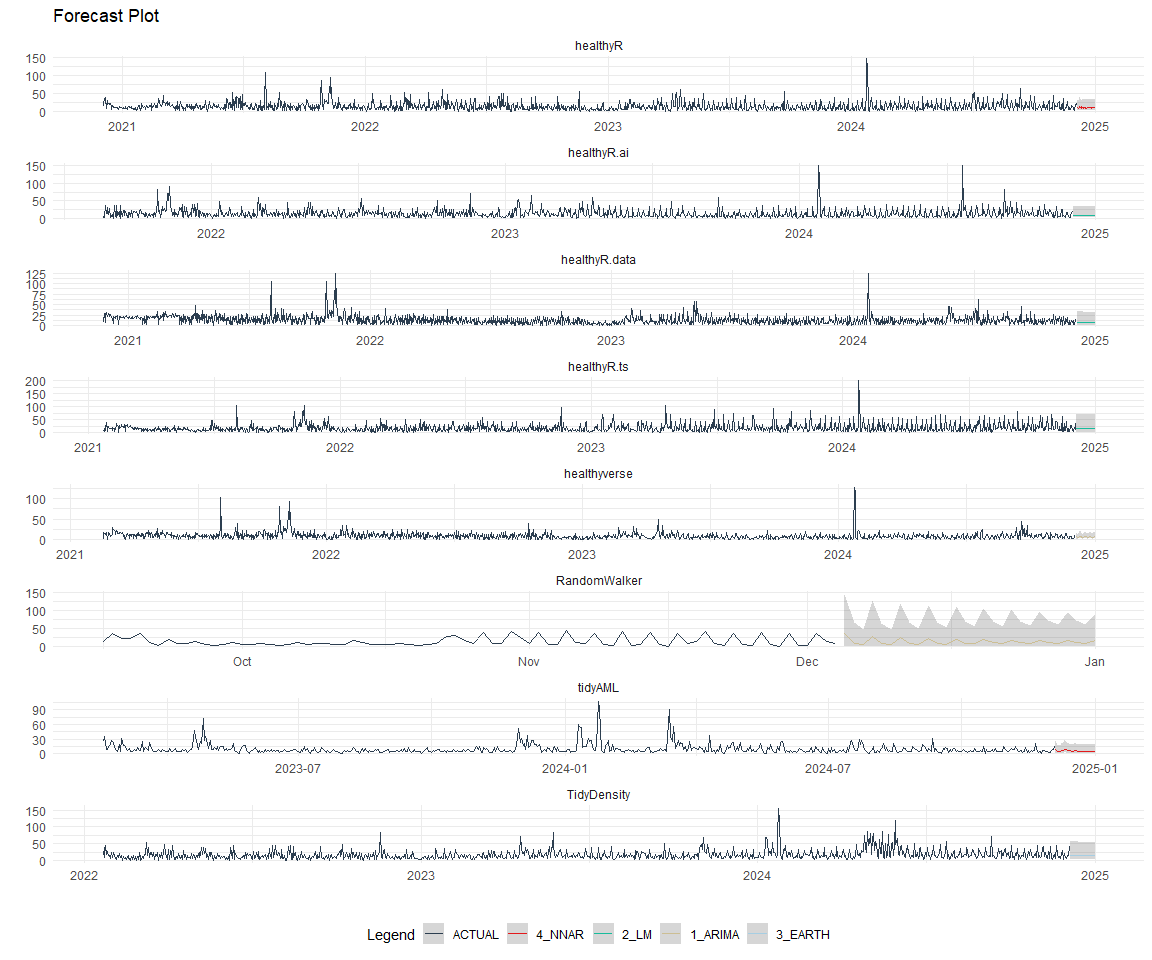 Forecast Plot
healthyR
150
100
50
0
2021 2022 2023 2024 2025
healthyR.ai
150
100
50
0
2022 2023 2024 2025
healthyR.data
125
100
75
50
25
0
2021 2022 2023 2024 2025
healthyR.ts
200
150
100
50
0
2021 2022 2023 2024 2025
healthyverse
100
50
0
2021 2022 2023 2024 2025
RandomWalker
150
100
50
0
Oct Nov Dec Jan
tidyAML
90
60
30
0
2023-07 2024-01 2024-07 2025-01
TidyDensity
150
100
50
0
2022 2023 2024 2025
Legend ACTUAL 4_NNAR 2_LM 1_ARIMA 3_EARTH